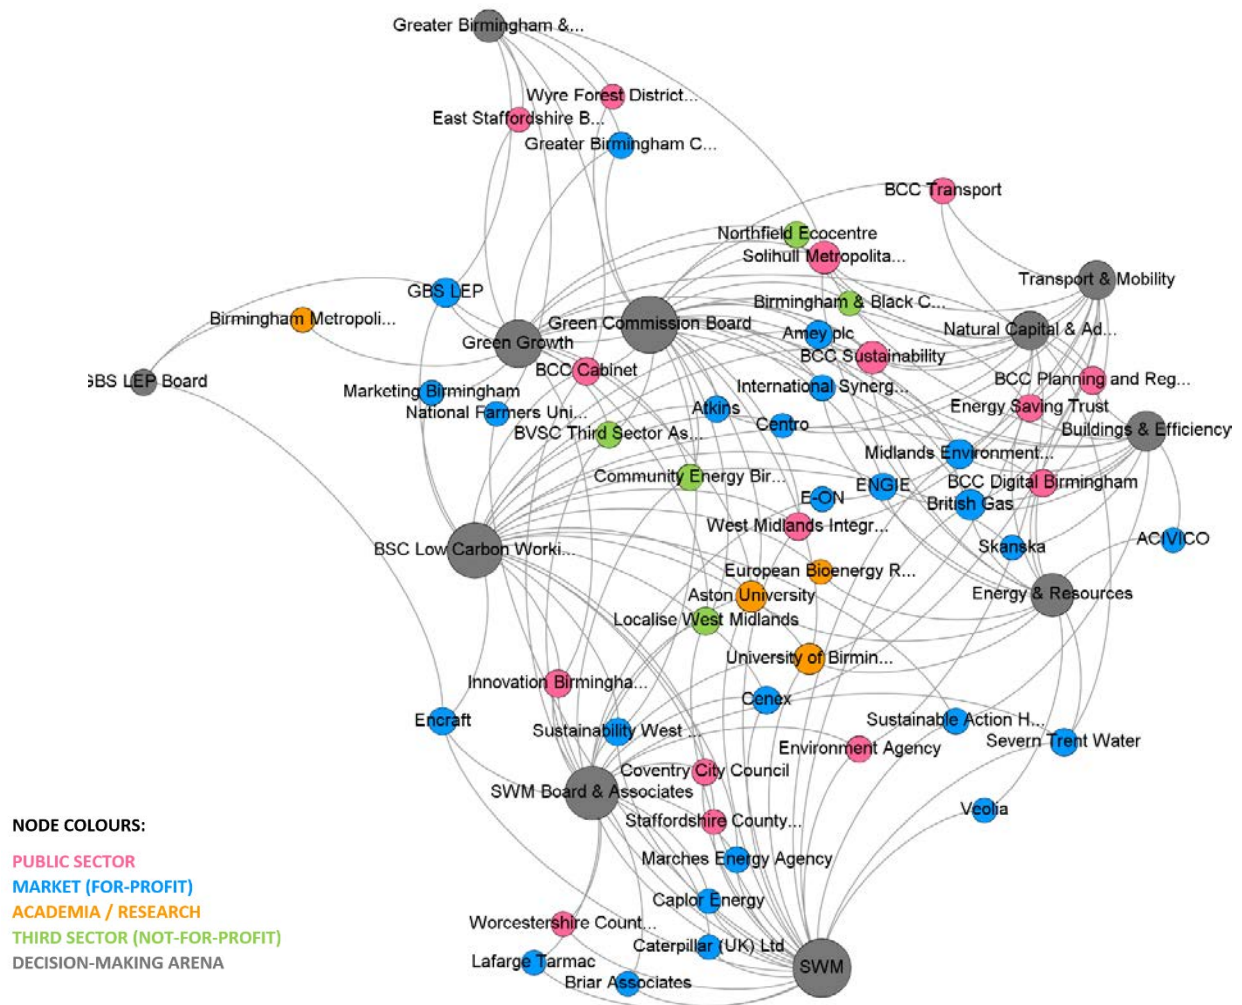 Greater Birmingham &...
Wyre Forest District...
East Staffordshire B...
Greater Birmingham C...
BCC Transport
Northfield Ecocentre
Solihull Metropolita...
Transport & Mobility
GBS LEP
Birmingham & Black C...
Birmingham Metropoli...
Green Commission Board
Amey plc
Natural Capital & Ad...
Green Growth
BCC Sustainability
BCC Cabinet
GBS LEP Board
BCC Planning and Reg...
Marketing Birmingham
International Synerg...
National Farmers Uni...
Atkins
Energy Saving Trust
Centro
Buildings & Efficiency
BVSC Third Sector As...
Midlands Environment...
Community Energy Bir...
ENGIE
BCC Digital Birmingham
E-ON
British Gas
West Midlands Integr...
BSC Low Carbon Worki...
Skanska
ACIVICO
European Bioenergy R...
Aston University
Energy & Resources
Localise West Midlands
University of Birmin...
Innovation Birmingha...
Cenex
Encraft
Sustainability West ...
Sustainable Action H...
Environment Agency
Severn Trent Water
Coventry City Council
SWM Board & Associates
Veolia
Staffordshire County...
Marches Energy Agency
Caplor Energy
Worcestershire Count...
Caterpillar (UK) Ltd
Lafarge Tarmac
SWM
Briar Associates
NODE COLOURS:
PUBLIC SECTOR
MARKET (FOR-PROFIT)
ACADEMIA / RESEARCH
THIRD SECTOR (NOT-FOR-PROFIT)
DECISION-MAKING ARENA